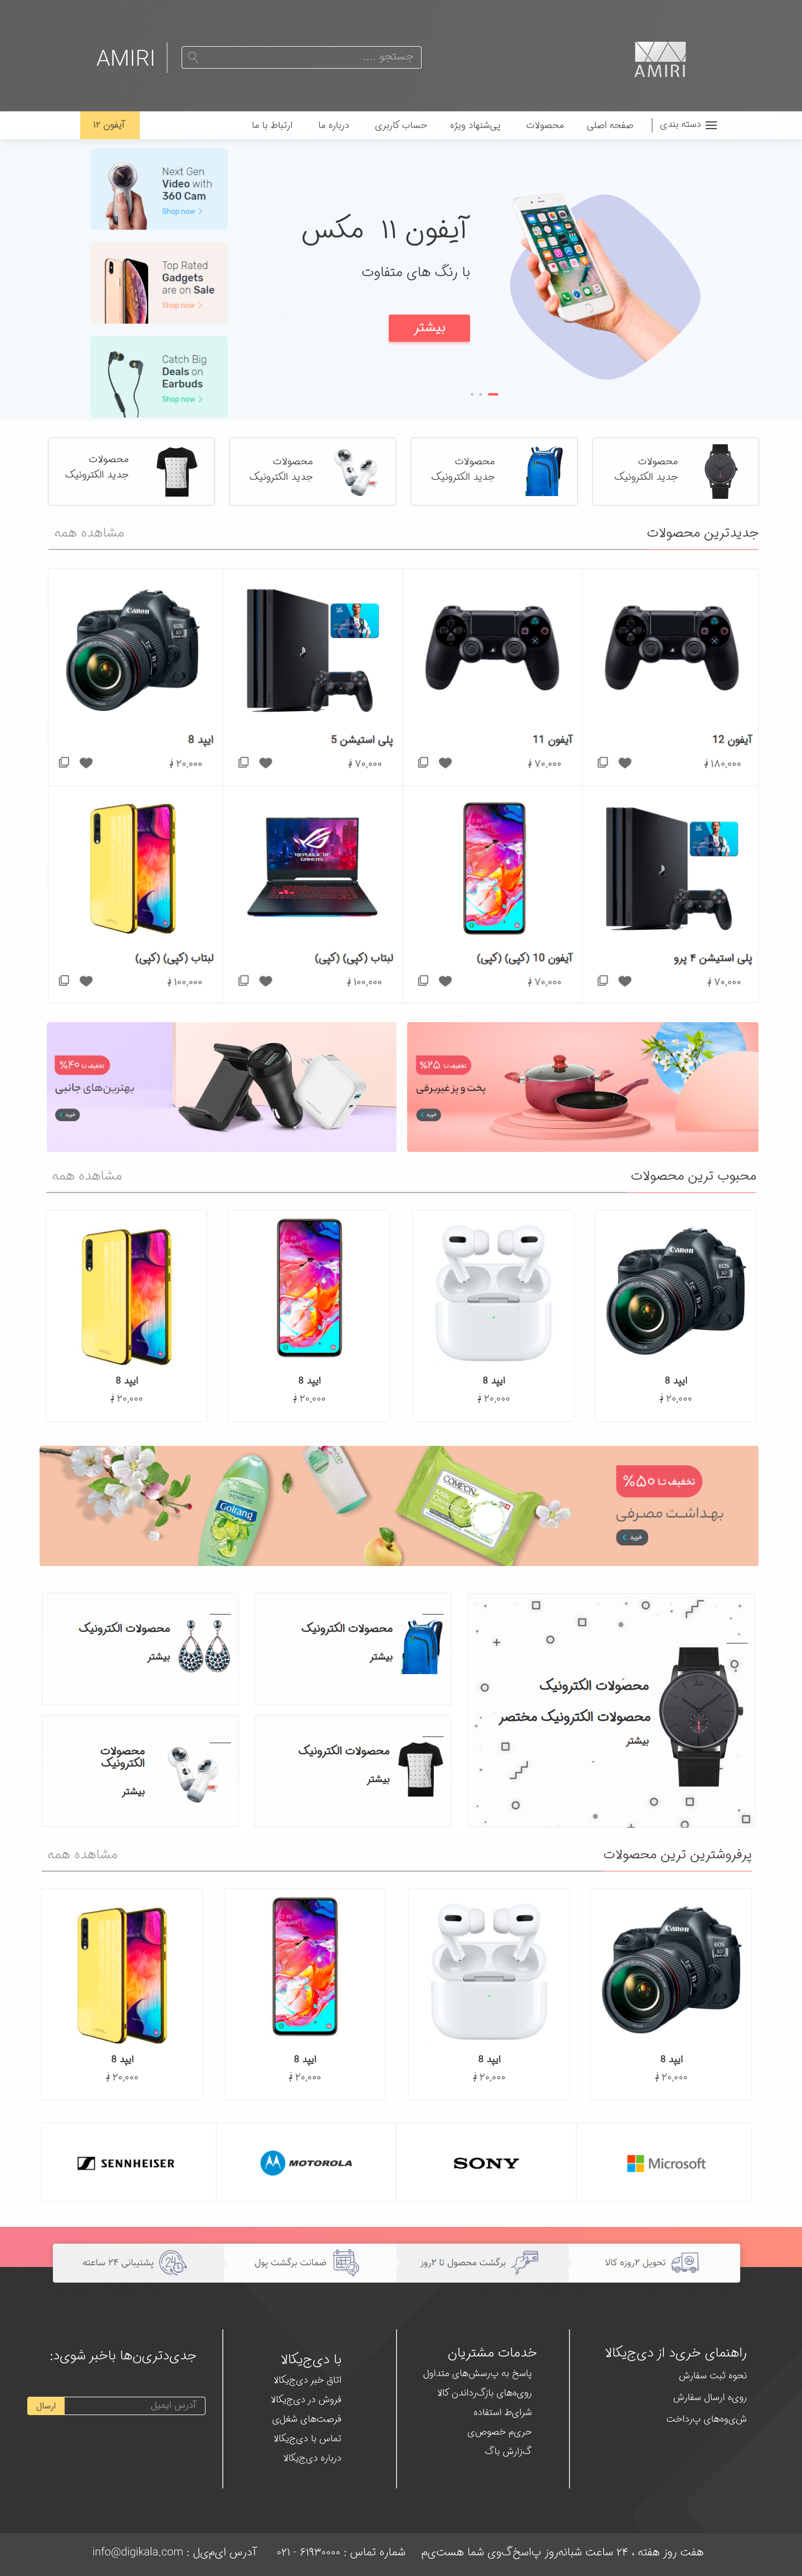 AMIRI
جستجو ....
AMIRI
دسته بندی
صفحه اصلی
محصولات
پیشنهاد ویژه
حساب کاربری
درباره ما
ارتباط با ما
آیفون ۱۲
آیفون ۱۱ مکس
با رنگ های متفاوت
بیشتر
Next Gen
Video with
360 Cam
Shop now
Top Rated
Gadgets
are on Sale
Shop now
Catch Big
Deals on
Earbuds
Shop now
محصولات
جدید الکترونیک
محصولات
جدید الکترونیک
محصولات
جدید الکترونیک
محصولات
جدید الکترونیک
جدیدترین محصولات
مشاهده همه
Canon
EOS
5D
آیفون 12
۱۸۰,۰۰۰
آیفون 11
۷۰,۰۰۰
پلی استیشن 5
۷۰,۰۰۰
ایپد 8
۲۰,۰۰۰
REPUBLIC OF
GAMERS
پلی استیشن ۴ پرو
۷۰,۰۰۰
آیفون 10 (کپی) (کپی)
۷۰,۰۰۰
لبتاب (کپی) (کپی)
۱۰۰,۰۰۰
لبتاب (کپی) (کپی)
۱۰۰,۰۰۰
تخفیف تا ۲۵%
پخت و پز غیربرقی
خرید
تخفیف تا ۴۰%
بهترین‌های جانبی
خرید
محبوب ترین محصولات
مشاهده همه
Canon
EOS
5D
ایپد 8
۲۰,۰۰۰
ایپد 8
۲۰,۰۰۰
ایپد 8
۲۰,۰۰۰
ایپد 8
۲۰,۰۰۰
تخفیف تا ۵۰%
بهداشت مصرفی
خرید
COMEON
Golrang
محصولات الکترونیک
محصولات الکترونیک مختصر
بیشتر
محصولات الکترونیک
بیشتر
محصولات الکترونیک
بیشتر
محصولات الکترونیک
بیشتر
محصولات
الکترونیک
بیشتر
پرفروشترین ترین محصولات
مشاهده همه
Canon
EOS
5D
ایپد 8
۲۰,۰۰۰
ایپد 8
۲۰,۰۰۰
ایپد 8
۲۰,۰۰۰
ایپد 8
۲۰,۰۰۰
Microsoft
SONY
MOTOROLA
SENNHEISER
تحویل ۲روزه کالا
برگشت محصول تا ۲روز
ضمانت برگشت پول
پشتیبانی ۲۴ ساعته
راهنمای خرید از دیجیکالا
نحوه ثبت سفارش
رویه ارسال سفارش
شیوه‌های پرداخت
خدمات مشتریان
پاسخ به پرسش‌های متداول
رویه‌های بازگرداندن کالا
شرایط استفاده
حریم خصوصی
گزارش باگ
با دیجیکالا
اتاق خبر دیجیکالا
فروش در دیجیکالا
فرصت‌های شغلی
تماس با دیجیکالا
درباره دیجیکالا
جدیدترین‌ها باخبر شوید:
آدرس ایمیل
ارسال
هفت روز هفته ، ۲۴ ساعت شبانه‌روز پاسخ‌گوی شما هستیم
شماره تماس : ۶۱۹۳۰۰۰۰ - ۰۲۱
آدرس ایمیل : info@digikala.com